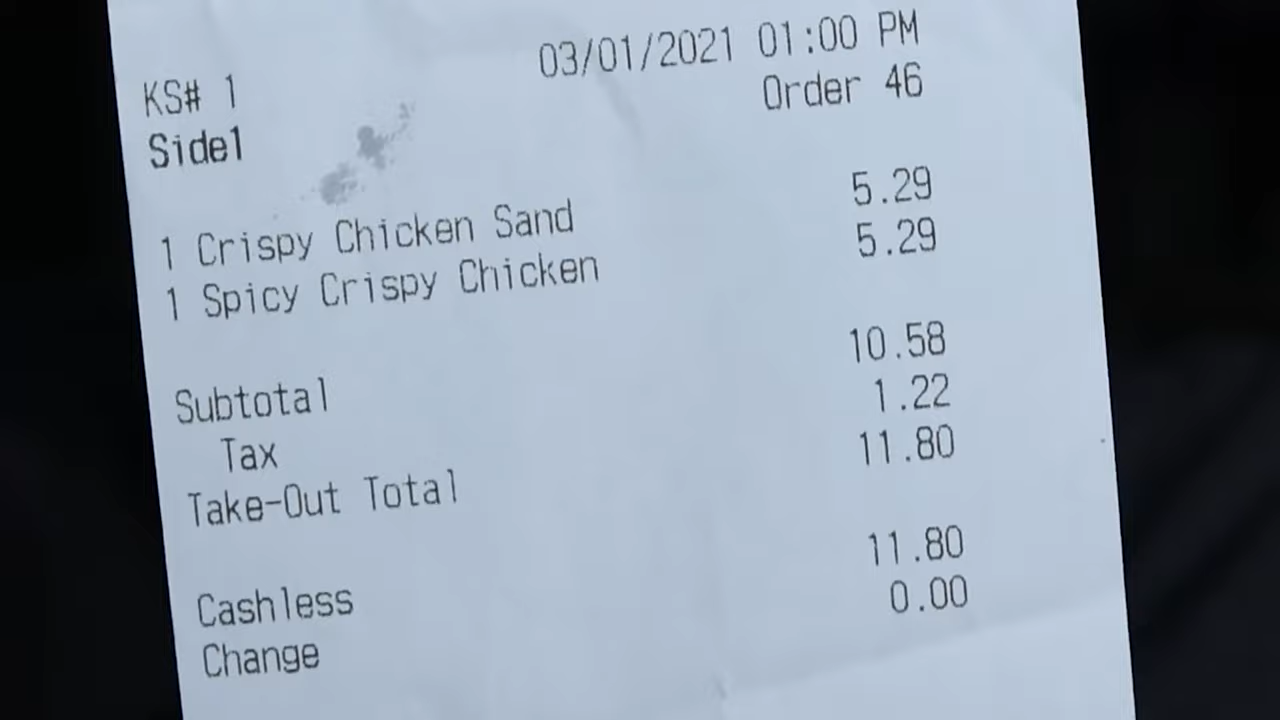 KS# 1 03/01/2021 01:00 PM
Side1 Order 46
1 Crispy Chicken Sand 5.29
1 Spicy Crispy Chicken 5.29
Subtotal 10.58
Tax 1.22
Take-Out Total 11.80
Cashless 11.80
Change 0.00